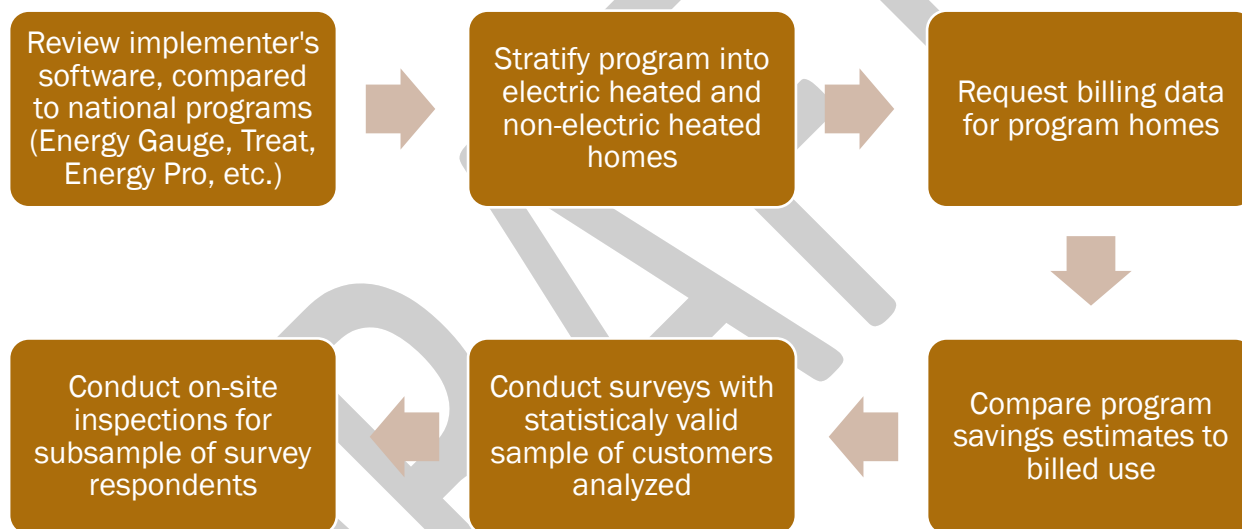 Review implementer's
software, compared
to national programs
(Energy Gauge, Treat,
Energy Pro, etc.)
Stratify program into
electric heated and
non-electric heated
homes
Request billing data
for program homes
Compare program
savings estimates to
billed use
Conduct surveys with
statisticaly valid
sample of customers
analyzed
Conduct on-site
inspections for
subsample of survey
respondents